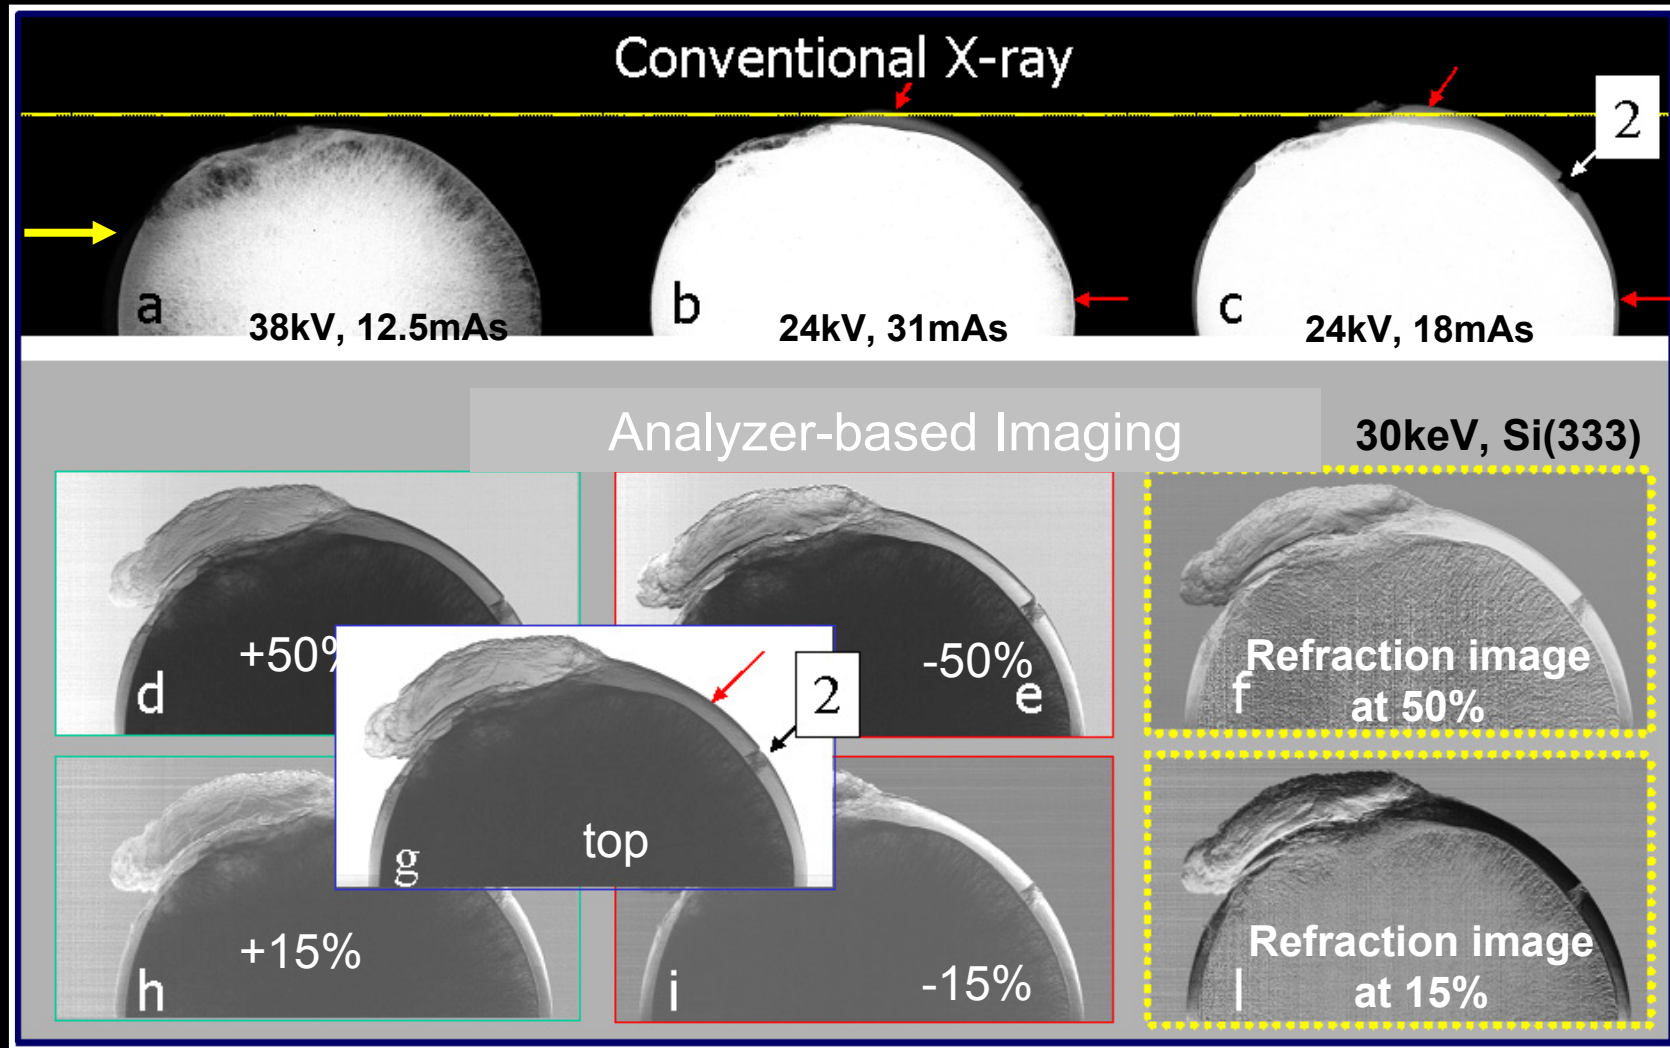 Conventional X-ray
2
a
38kV, 12.5mAs
b
24kV, 31mAs
c
24kV, 18mAs
Analyzer-based Imaging
30keV, Si(333)
d
+50%
-50%
e
f
Refraction image
at 50%
2
g
top
h
+15%
i
-15%
l
Refraction image
at 15%